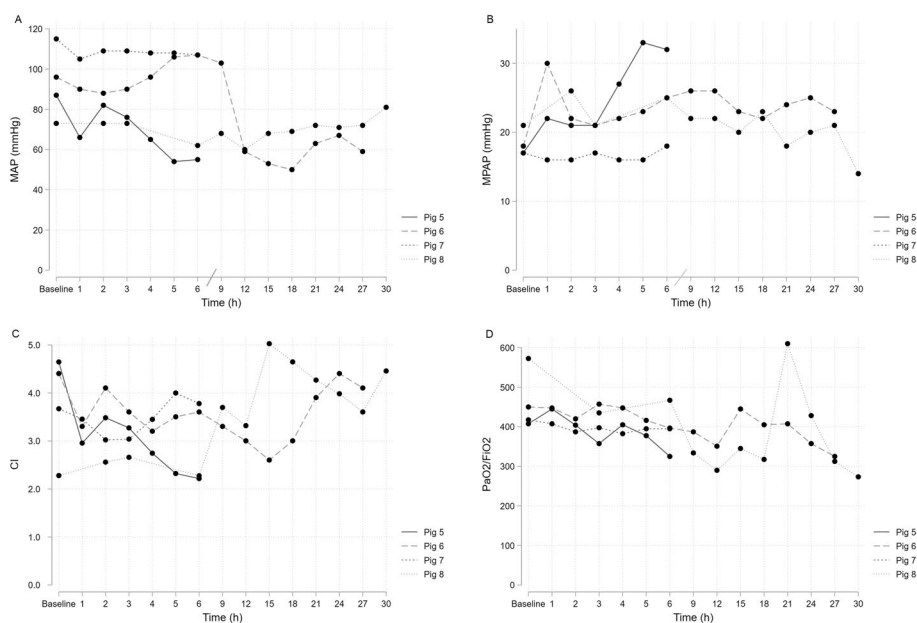 A
MAP (mmHg)
120
100
80
60
40
20
0
Baseline 1 2 3 4 5 6 9 12 15 18 21 24 27 30
Time (h)
Pig 5
Pig 6
Pig 7
Pig 8
B
MPAP (mmHg)
30
20
10
0
Baseline 1 2 3 4 5 6 9 12 15 18 21 24 27 30
Time (h)
Pig 5
Pig 6
Pig 7
Pig 8
C
CI
5.0
4.0
3.0
2.0
1.0
0.0
Baseline 1 2 3 4 5 6 9 12 15 18 21 24 27 30
Time (h)
Pig 5
Pig 6
Pig 7
Pig 8
D
PaO2/FiO2
600
500
400
300
200
100
0
Baseline 1 2 3 4 5 6 9 12 15 18 21 24 27 30
Time (h)
Pig 5
Pig 6
Pig 7
Pig 8